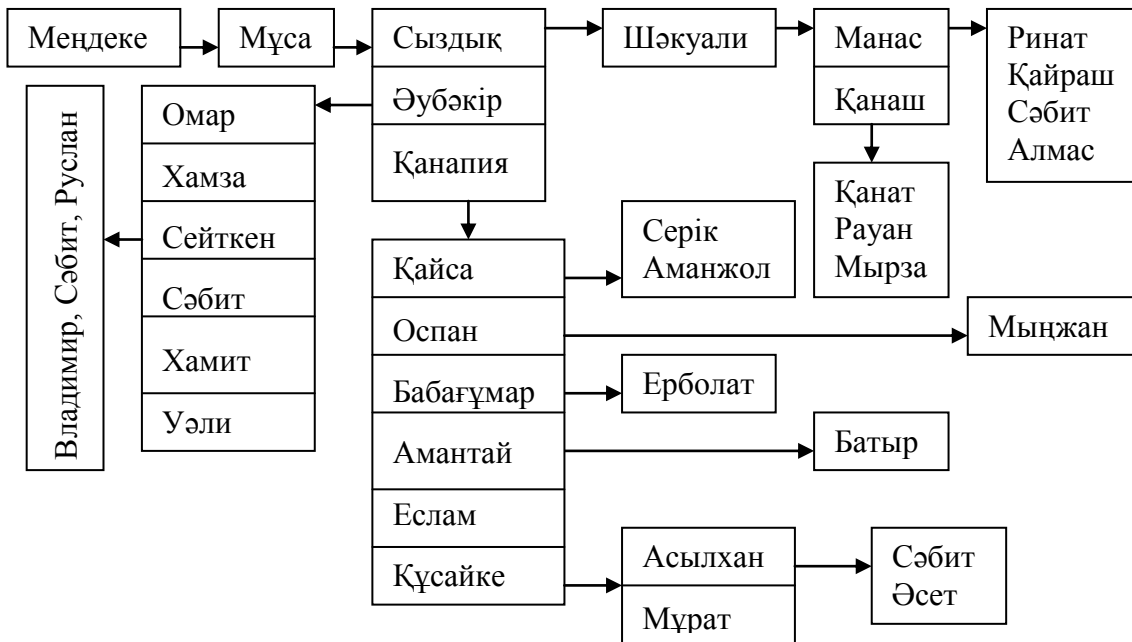 Меңдеке
Мұса
Сыздық
Әубәкір
Қанапия
Шәкуали
Манас
Қанаш
Ринат
Қайраш
Сәбит
Алмас
Владимир, Сәбит, Руслан
Омар
Хамза
Сейткен
Сәбит
Хамит
Уәли
Қанат
Рауан
Мырза
Қайса
Оспан
Бабағұмар
Амантай
Еслам
Құсайке
Серік
Аманжол
Мыңжан
Ерболат
Батыр
Асылхан
Мұрат
Сәбит
Әсет